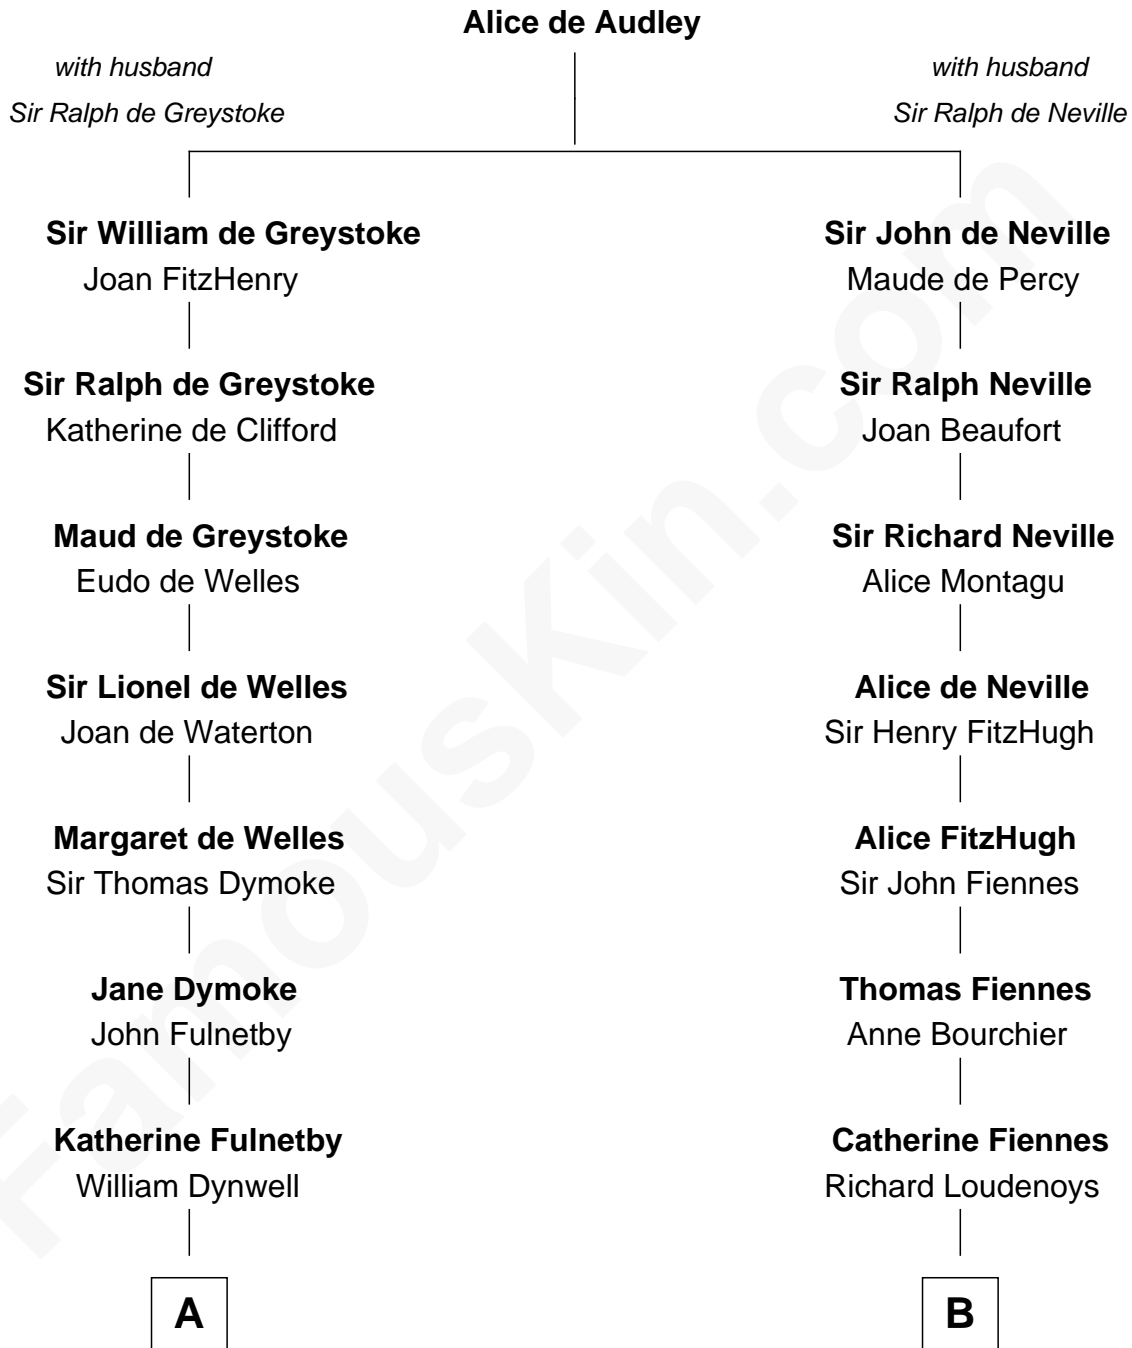 Alice de Audley
with husband
Sir Ralph de Greystoke
with husband
Sir Ralph de Neville
Sir William de Greystoke
Joan FitzHenry
Sir John de Neville
Maude de Percy
Sir Ralph de Greystoke
Katherine de Clifford
Sir Ralph Neville
Joan Beaufort
Maud de Greystoke
Eudo de Welles
Sir Richard Neville
Alice Montagu
Sir Lionel de Welles
Joan de Waterton
Alice de Neville
Sir Henry FitzHugh
Margaret de Welles
Sir Thomas Dymoke
Alice FitzHugh
Sir John Fiennes
Jane Dymoke
John Fulnetby
Thomas Fiennes
Anne Bourchier
Katherine Fulnetby
William Dynwell
Catherine Fiennes
Richard Loudenoys
A
B
FamousKin.com